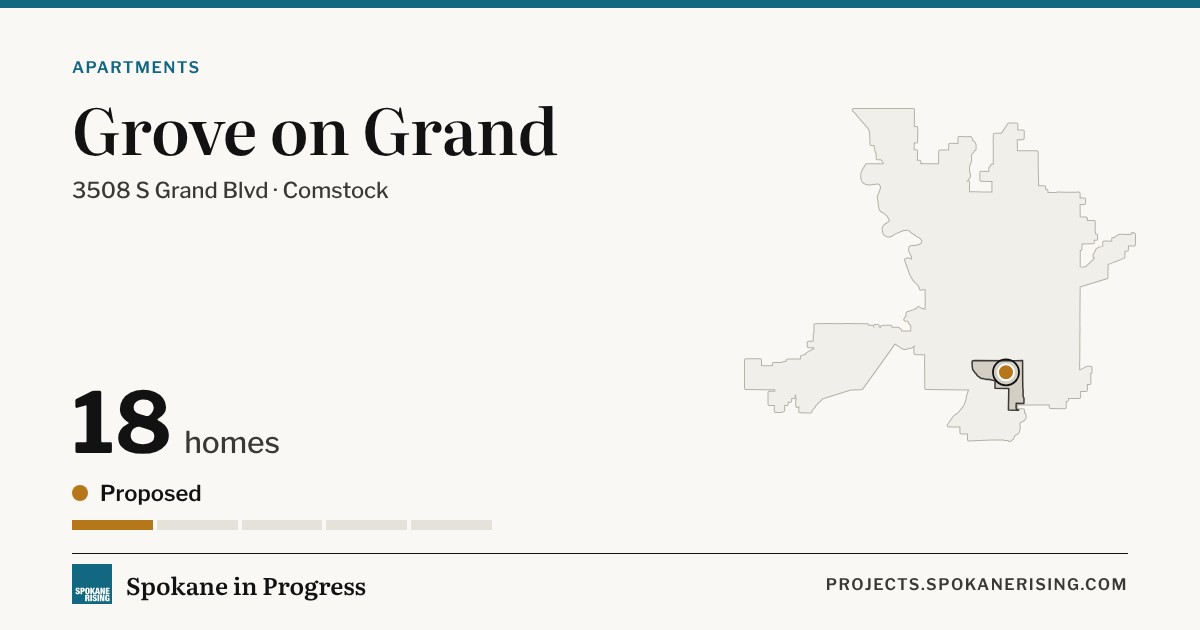 APARTMENTS
Grove on Grand
3508 S Grand Blvd · Comstock
18 homes
Proposed
SPOKANE
RISING
Spokane in Progress
PROJECTS.SPOKANERISING.COM